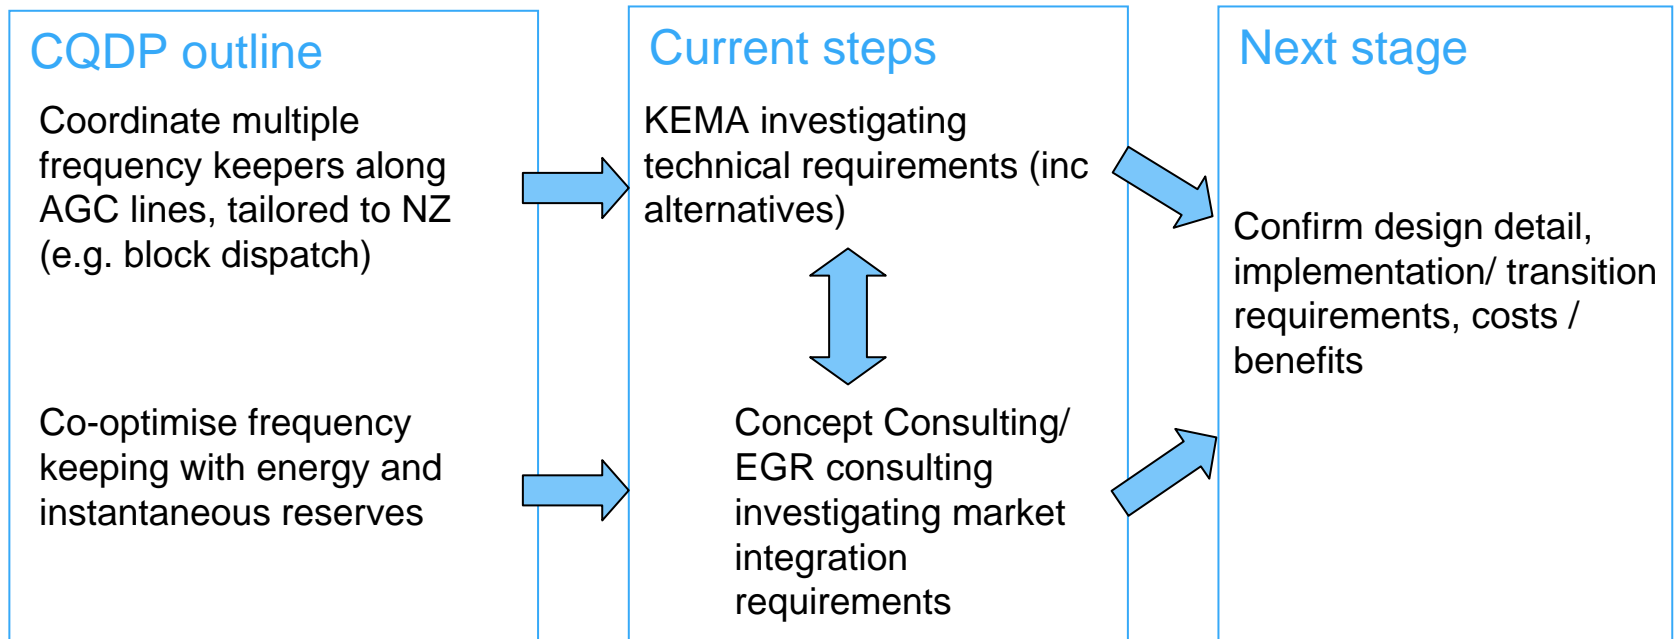 CQDP outline
Coordinate multiple
frequency keepers along
AGC lines, tailored to NZ
(e.g. block dispatch)
Co-optimise frequency
keeping with energy and
instantaneous reserves
Current steps
KEMA investigating
technical requirements (inc
alternatives)
Concept Consulting/
EGR consulting
investigating market
integration
requirements
Next stage
Confirm design detail,
implementation/ transition
requirements, costs /
benefits